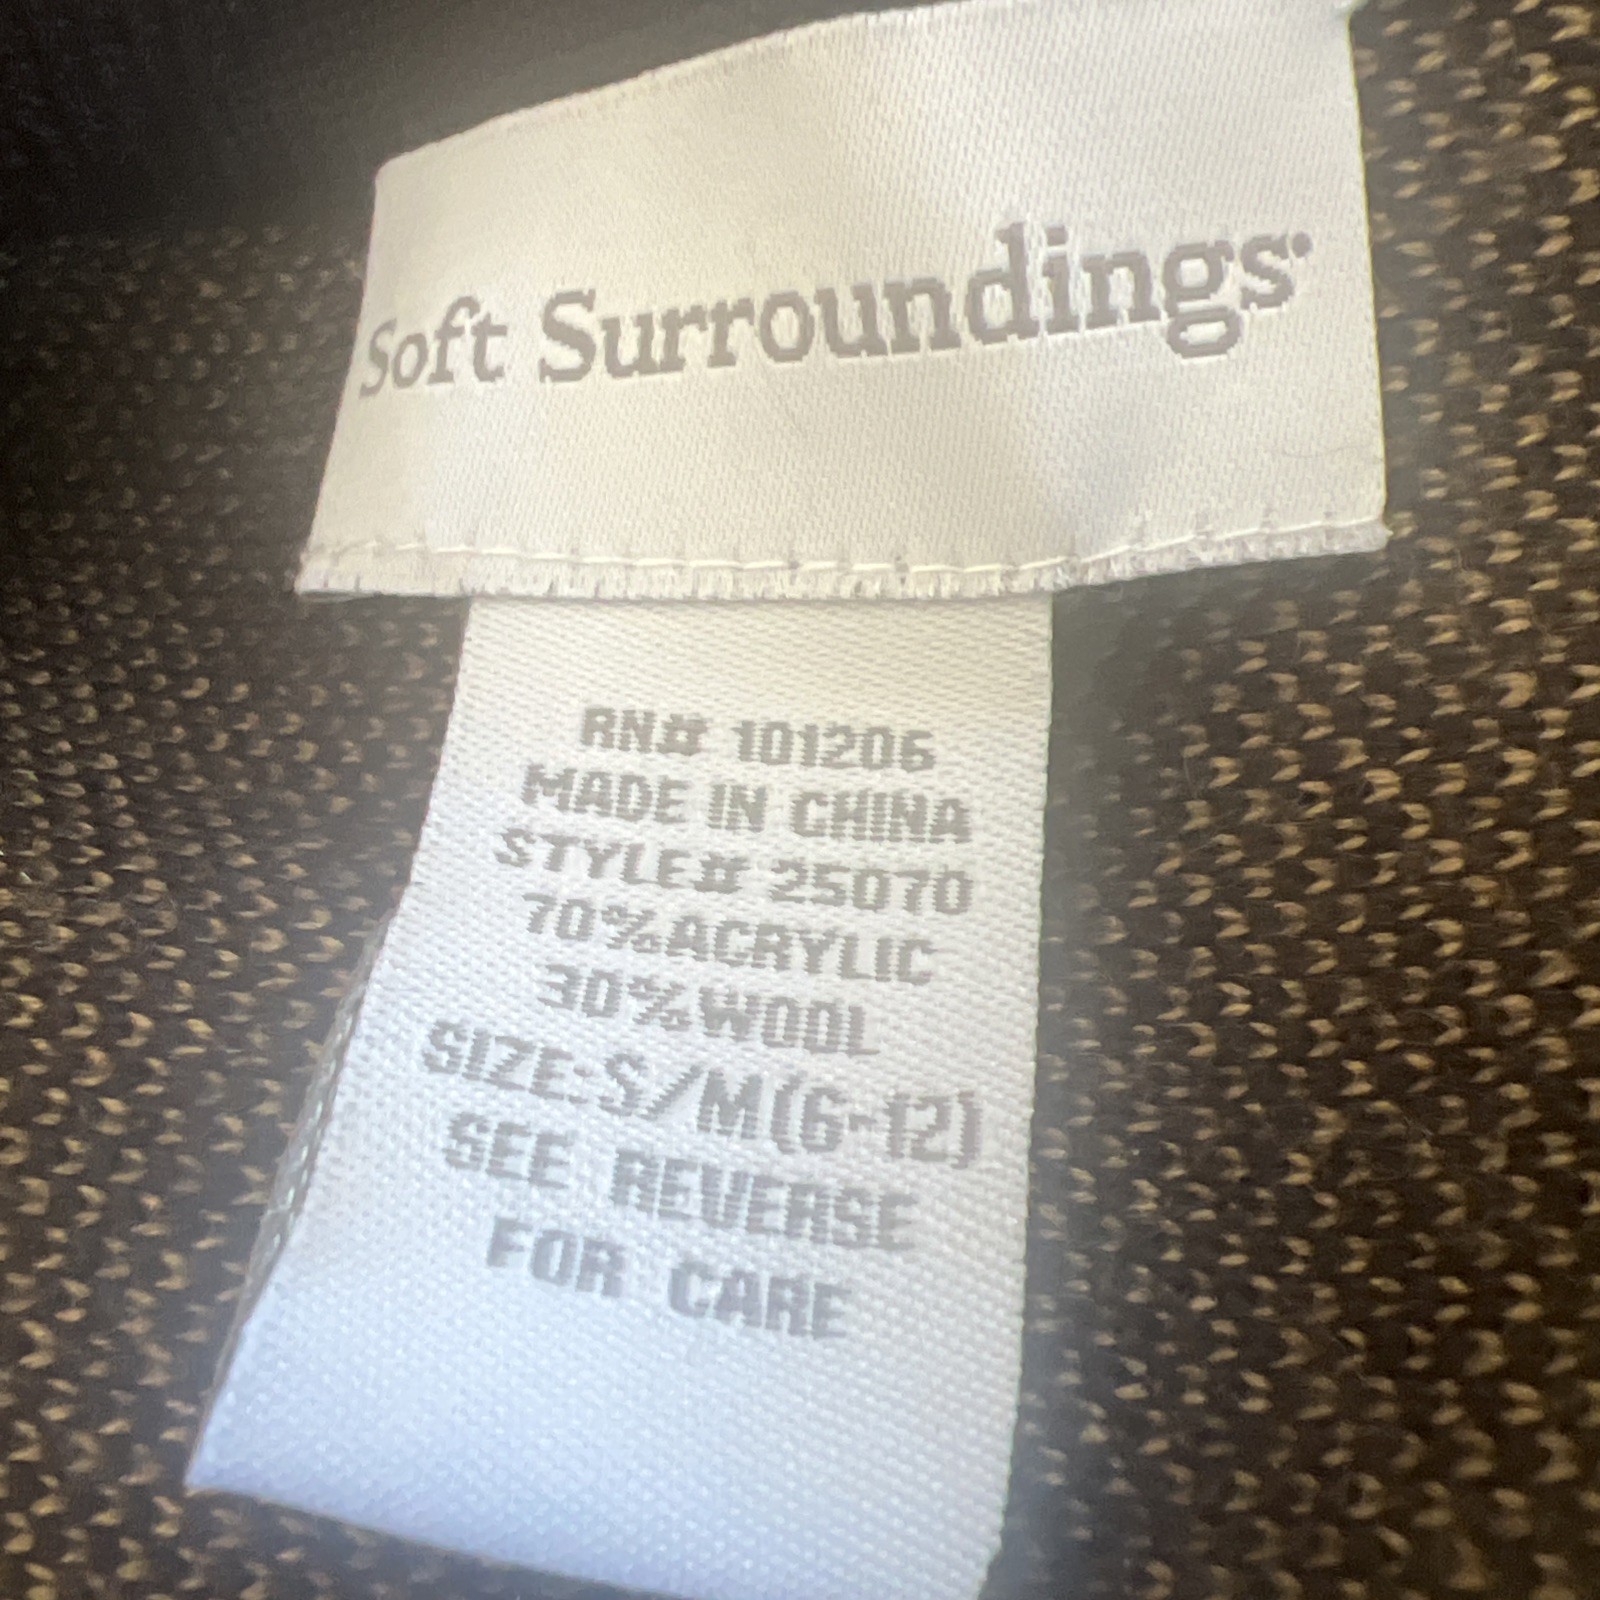 Soft Surroundings
RN# 101206
MADE IN CHINA
STYLE# 25070
70%ACRYLIC
30%WOOL
SIZE:S/M(6-12)
SEE REVERSE
FOR CARE